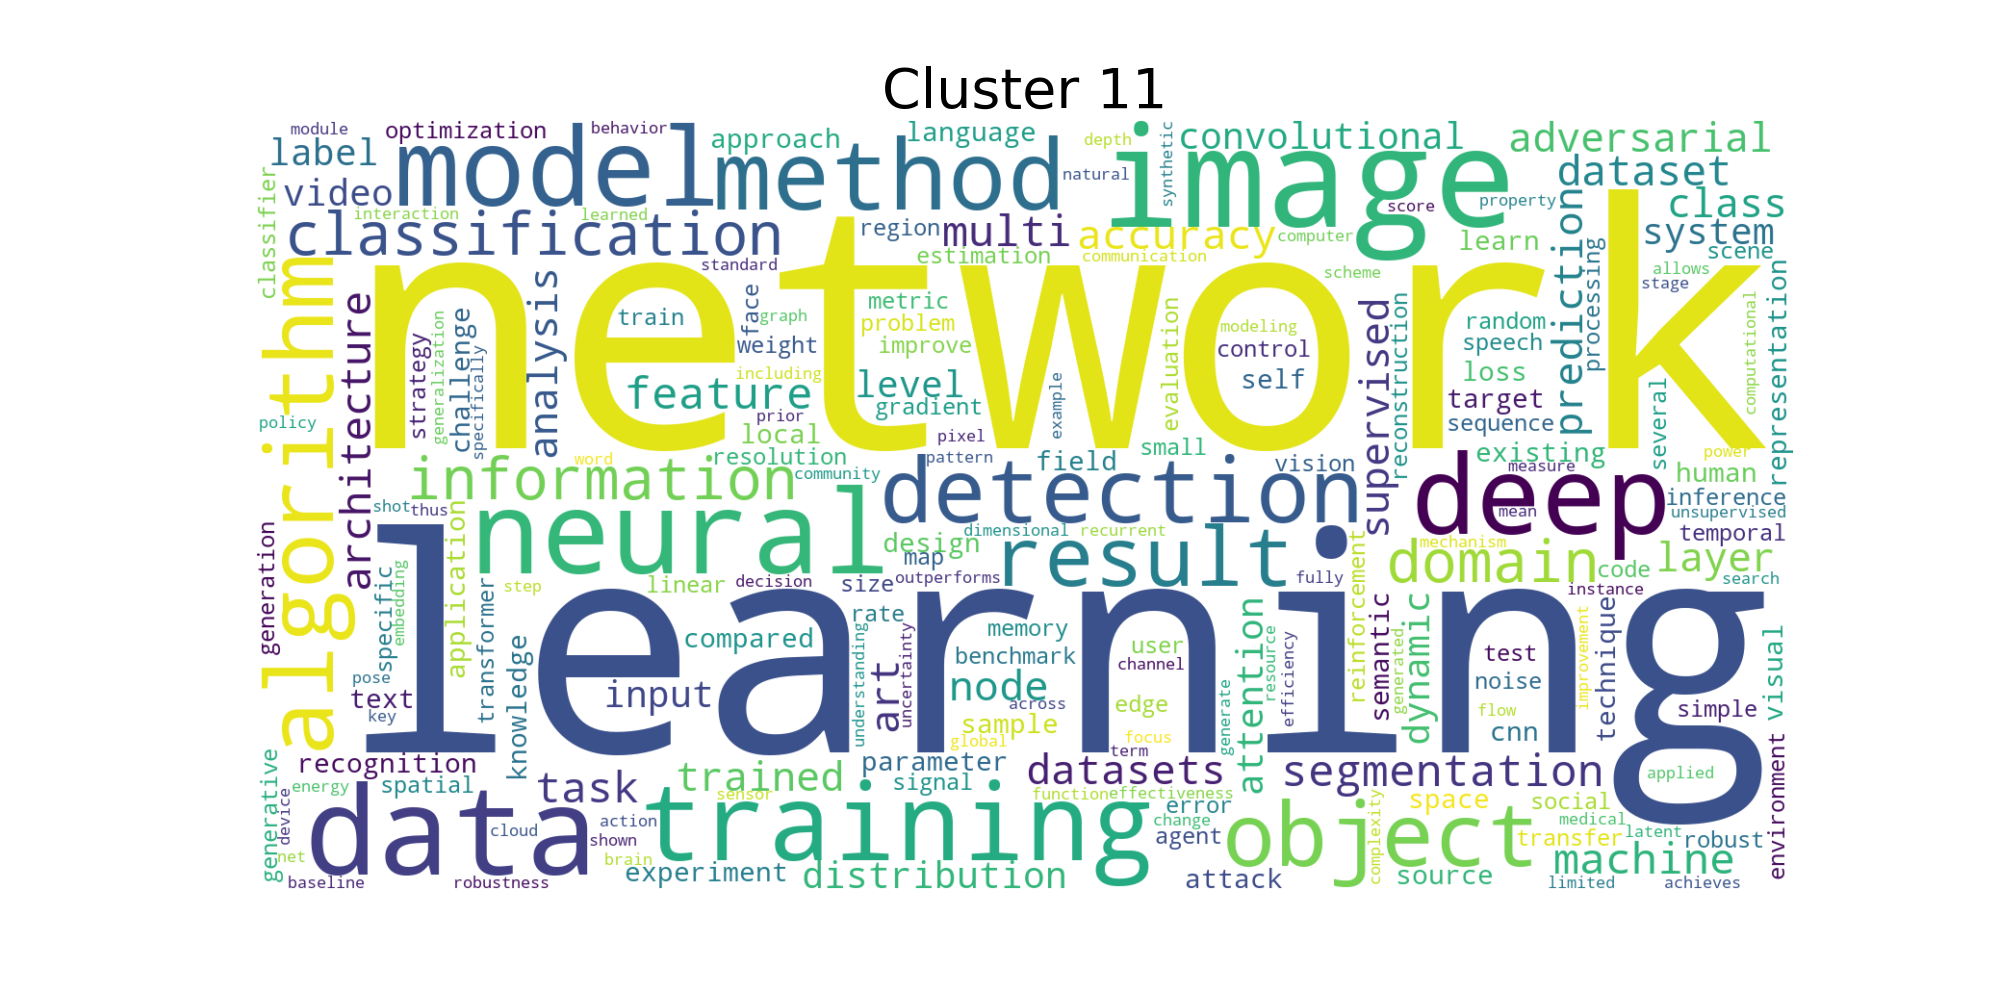 Cluster 11
module
optimization
behavior
approach
language
depth
synthetic
convolutional
adversarial
label
model
method
natural
image
dataset
classifier
video
interaction
learned
score
property
prediction
class
classification
region
multi
accuracy
computer
learn
system
estimation
communication
scene
standard
scheme
processing
allows
stage
algorithm
architecture
network
analysis
metric
face
graph
train
problem
modeling
random
supervised
reconstruction
representation
computational
strategy
generalization
challenge
specifically
weight
improve
evaluation
control
speech
including
feature
level
example
self
loss
gradient
prior
target
several
policy
local
pixel
small
sequence
resolution
word
pattern
field
vision
existing
measure
power
information
community
detection
deep
human
inference
unsupervised
shot
thus
application
neural
mean
temporal
generation
dimensional
recurrent
design
result
reinforcement
mechanism
domain
layer
map
code
search
specific
embedding
transformer
step
linear
decision
size
outperforms
fully
instance
learning
rate
knowledge
compared
understanding
uncertainty
memory
user
attention
resource
efficiency
semantic
generated
dynamic
improvement
technique
test
visual
benchmark
channel
pose
text
key
input
art
node
across
noise
sample
edge
generate
flow
simple
global
focus
cnn
term
recognition
parameter
environment
generative
energy
spatial
task
trained
signal
datasets
segmentation
applied
device
data
sensor
training
function
effectiveness
error
complexity
space
social
cloud
action
change
medical
shown
agent
object
transfer
latent
robust
net
brain
machine
baseline
robustness
experiment
distribution
attack
source
limited
achieves